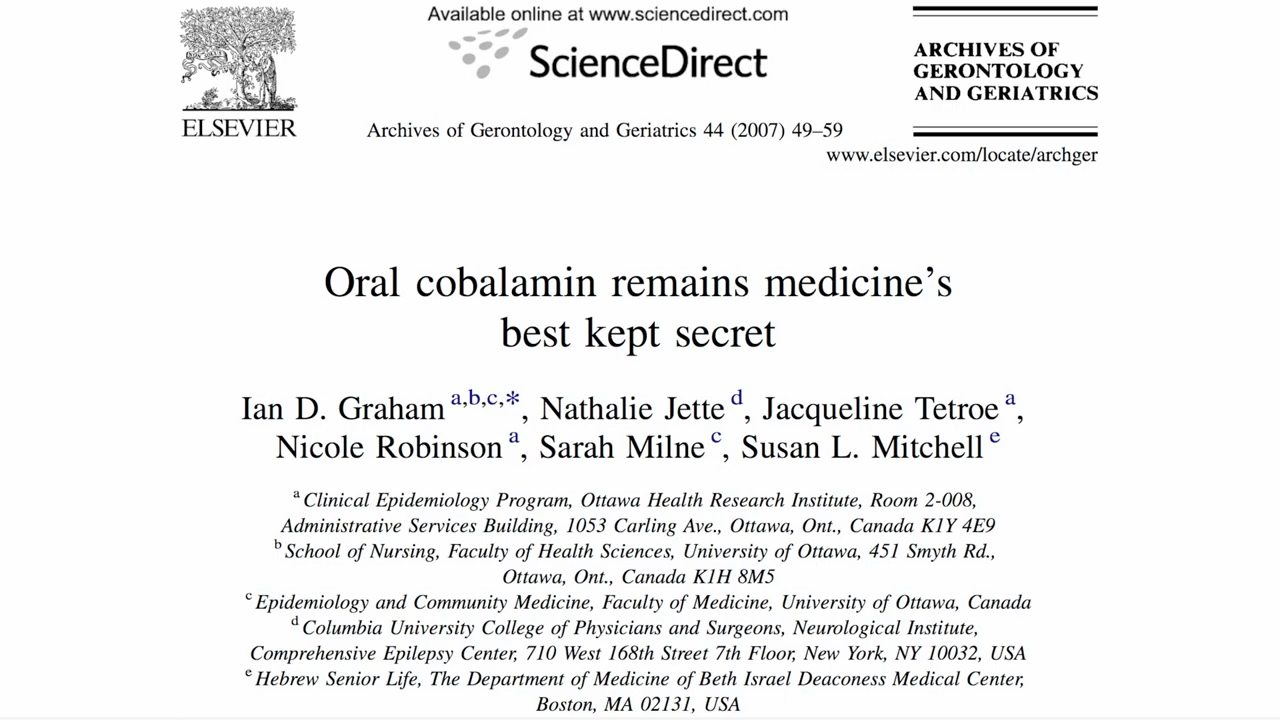 Available online at www.sciencedirect.com
ScienceDirect
ELSEVIER
ARCHIVES OF
GERONTOLOGY
AND GERIATRICS
Archives of Gerontology and Geriatrics 44 (2007) 49–59
www.elsevier.com/locate/archger
Oral cobalamin remains medicine's
best kept secret
Ian D. Graham a,b,c,*, Nathalie Jette d, Jacqueline Tetroe a,
Nicole Robinson a, Sarah Milne c, Susan L. Mitchell e
a Clinical Epidemiology Program, Ottawa Health Research Institute, Room 2-008,
Administrative Services Building, 1053 Carling Ave., Ottawa, Ont., Canada K1Y 4E9
b School of Nursing, Faculty of Health Sciences, University of Ottawa, 451 Smyth Rd.,
Ottawa, Ont., Canada K1H 8M5
c Epidemiology and Community Medicine, Faculty of Medicine, University of Ottawa, Canada
d Columbia University College of Physicians and Surgeons, Neurological Institute,
Comprehensive Epilepsy Center, 710 West 168th Street 7th Floor, New York, NY 10032, USA
e Hebrew Senior Life, The Department of Medicine of Beth Israel Deaconess Medical Center,
Boston, MA 02131, USA